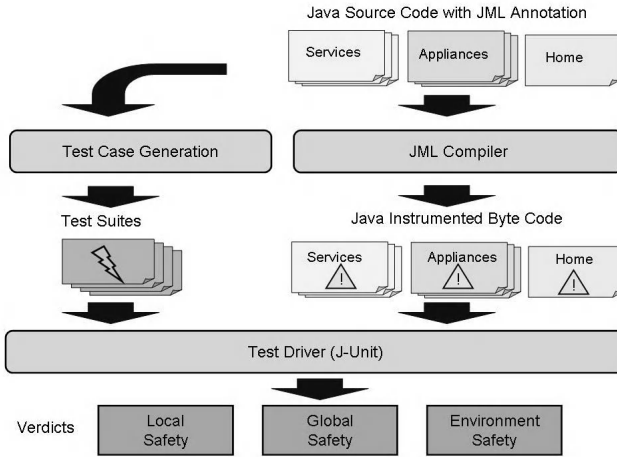 Java Source Code with JML Annotation
Services
Appliances
Home
Test Case Generation
JML Compiler
Test Suites
Java Instrumented Byte Code
Services
!
Appliances
!
Home
!
Test Driver (J-Unit)
Verdicts
Local
Safety
Global
Safety
Environment
Safety